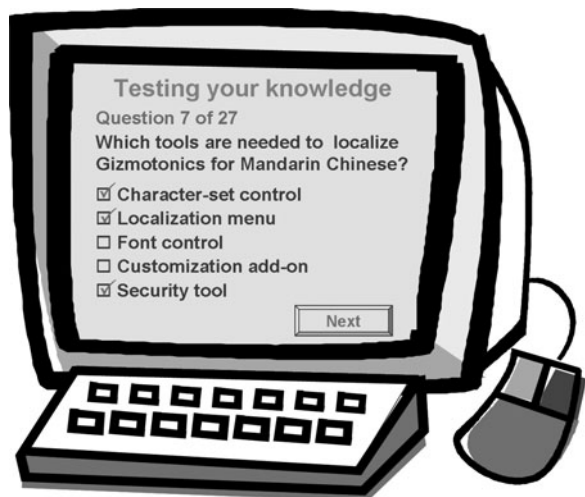 Testing your knowledge
Question 7 of 27
Which tools are needed to localize
Gizmotonics for Mandarin Chinese?
Character-set control
Localization menu
Font control
Customization add-on
Security tool
Next